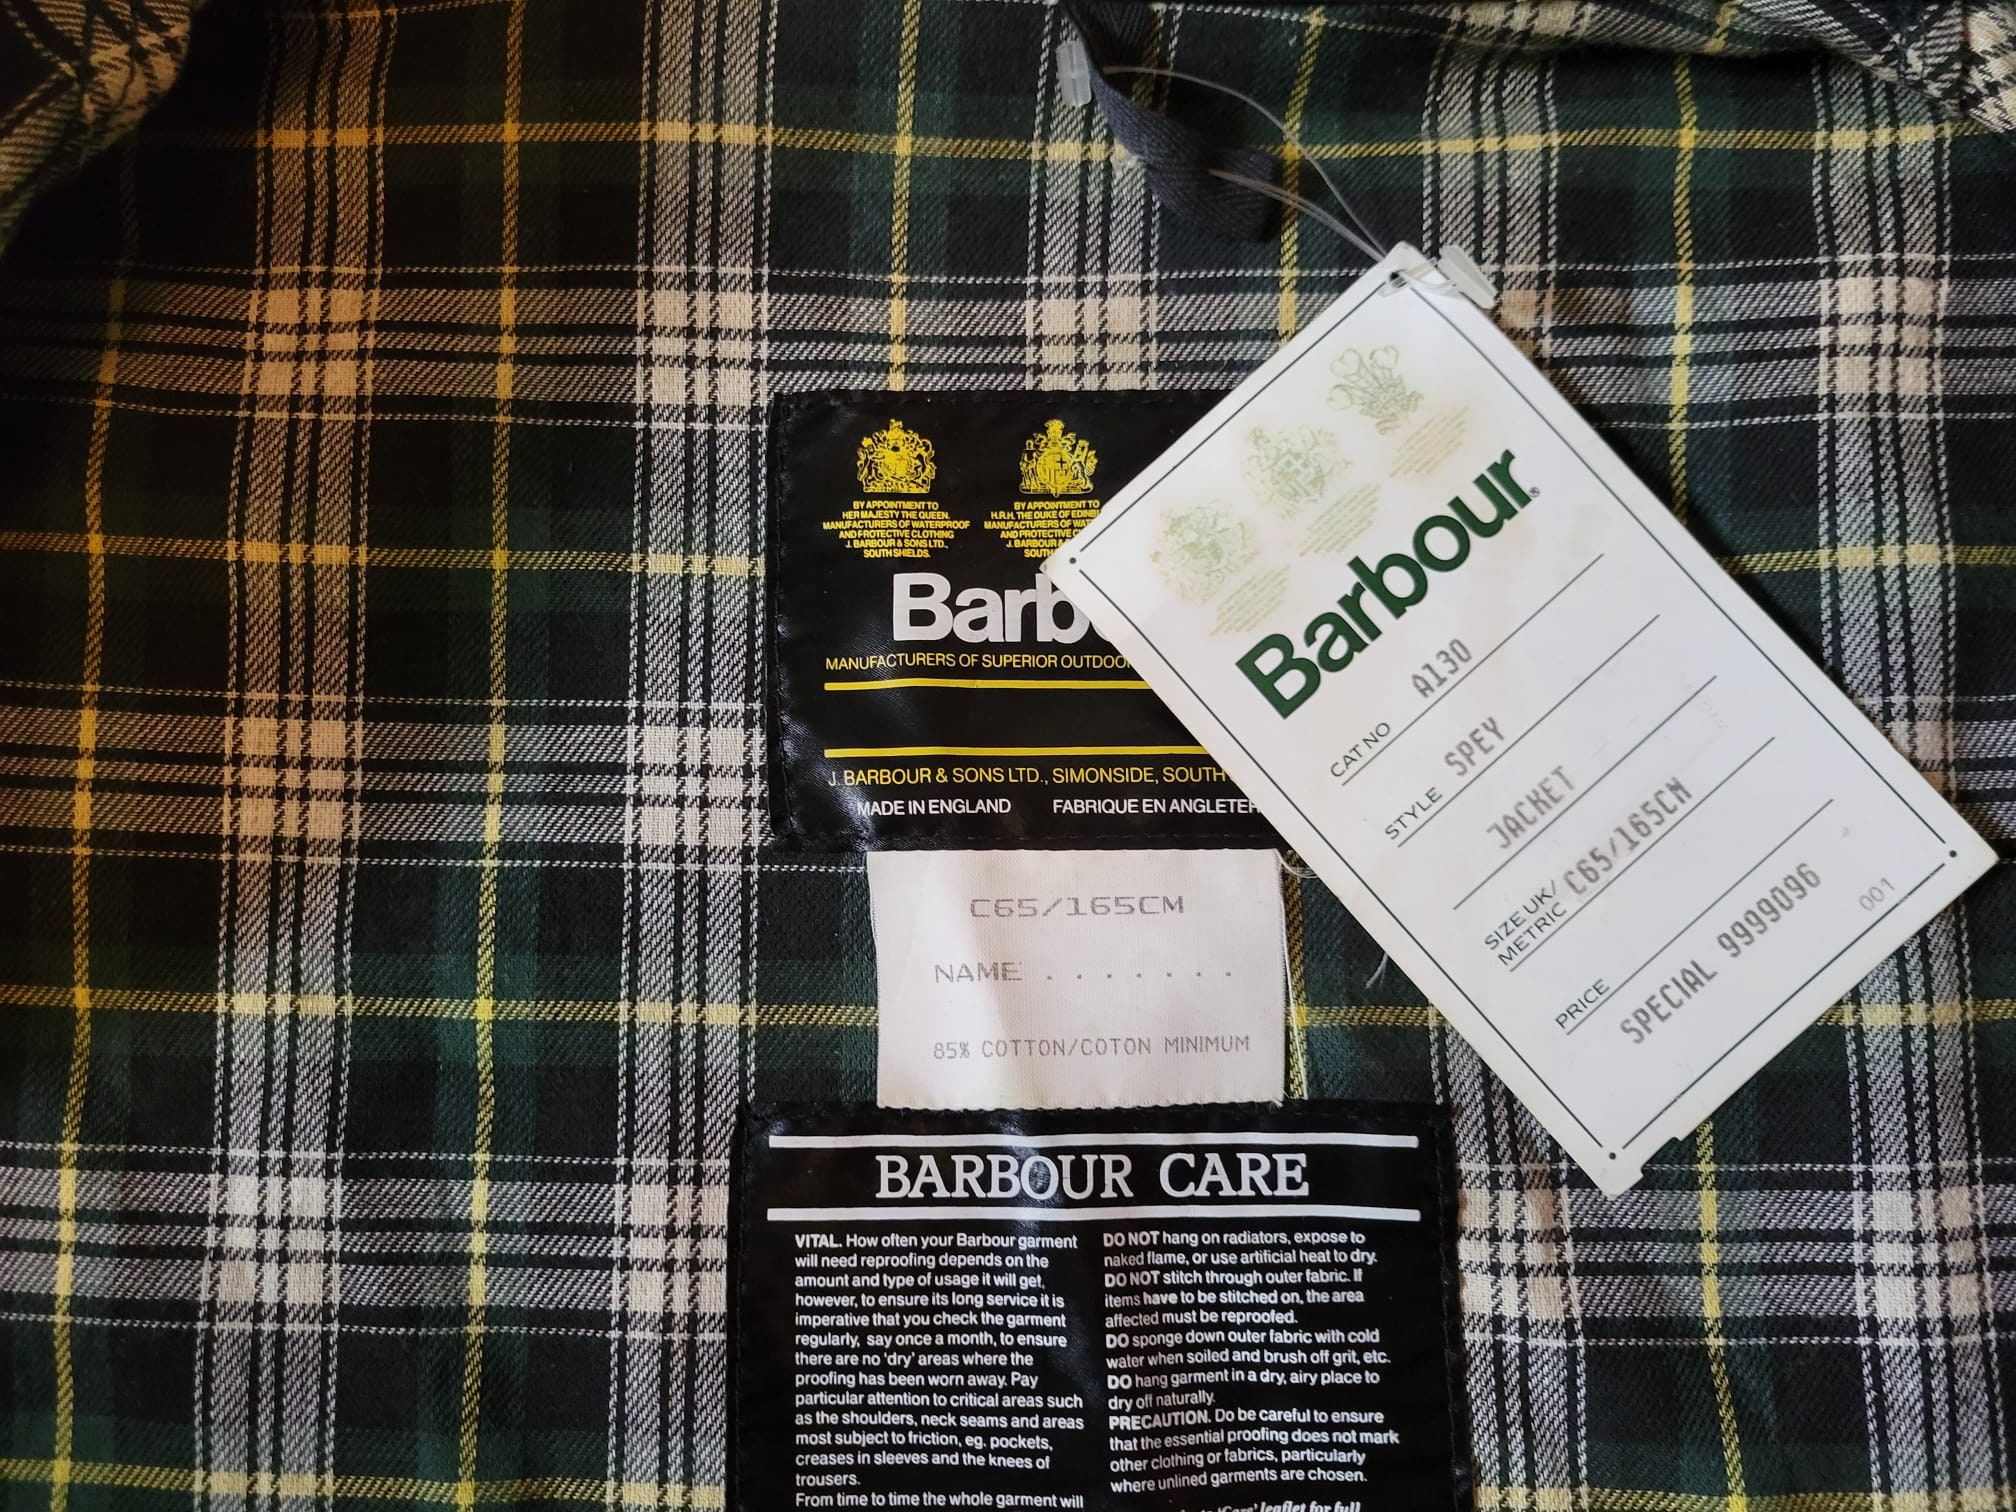 BY APPOINTMENT TO
HER MAJESTY THE QUEEN.
MANUFACTURERS OF WATERPROOF
AND PROTECTIVE CLOTHING
J. BARBOUR & SONS LTD.,
SOUTH SHIELDS.
BY APPOINTMENT TO
H.R.H. THE DUKE OF
MANUFACTURERS OF
AND PROTECTIVE
J. BARBOUR &
SOUTH
Barb
MANUFACTURERS OF SUPERIOR OUTDOOR
J. BARBOUR & SONS LTD., SIMONSIDE, SOUTH
MADE IN ENGLAND FABRIQUE EN ANGLETER
Barbour®
CAT NO A130
STYLE SPEY
JACKET
SIZE UK/
METRIC C65/165CM
PRICE
SPECIAL 9999096
001
C65/165CM
NAME . . . . . . .
85% COTTON/COTON MINIMUM
BARBOUR CARE
VITAL. How often your Barbour garment
will need reproofing depends on the
amount and type of usage it will get,
however, to ensure its long service it is
imperative that you check the garment
regularly, say once a month, to ensure
there are no 'dry' areas where the
proofing has been worn away. Pay
particular attention to critical areas such
as the shoulders, neck seams and areas
most subject to friction, eg. pockets,
creases in sleeves and the knees of
trousers.
From time to time the whole garment will
DO NOT hang on radiators, expose to
naked flame, or use artificial heat to dry.
DO NOT stitch through outer fabric. If
items have to be stitched on, the area
affected must be reproofed.
DO sponge down outer fabric with cold
water when soiled and brush off grit, etc.
DO hang garment in a dry, airy place to
dry off naturally.
PRECAUTION. Do be careful to ensure
that the essential proofing does not mark
other clothing or fabrics, particularly
where unlined garments are chosen.
'Care' leaflet for full